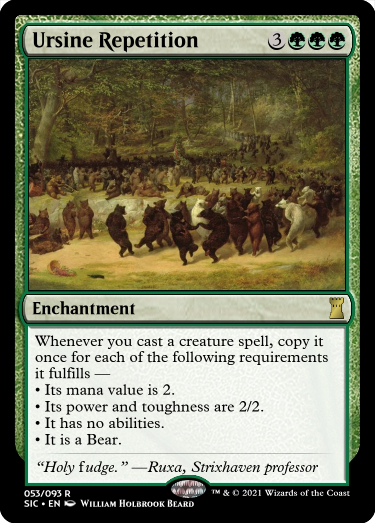 Ursine Repetition 3
Enchantment
Whenever you cast a creature spell, copy it
once for each of the following requirements
it fulfills —
• Its mana value is 2.
• Its power and toughness are 2/2.
• It has no abilities.
• It is a Bear.
“Holy fudge.” —Ruxa, Strixhaven professor
053/093 R
SIC • EN William Holbrook Beard
™ & © 2021 Wizards of the Coast